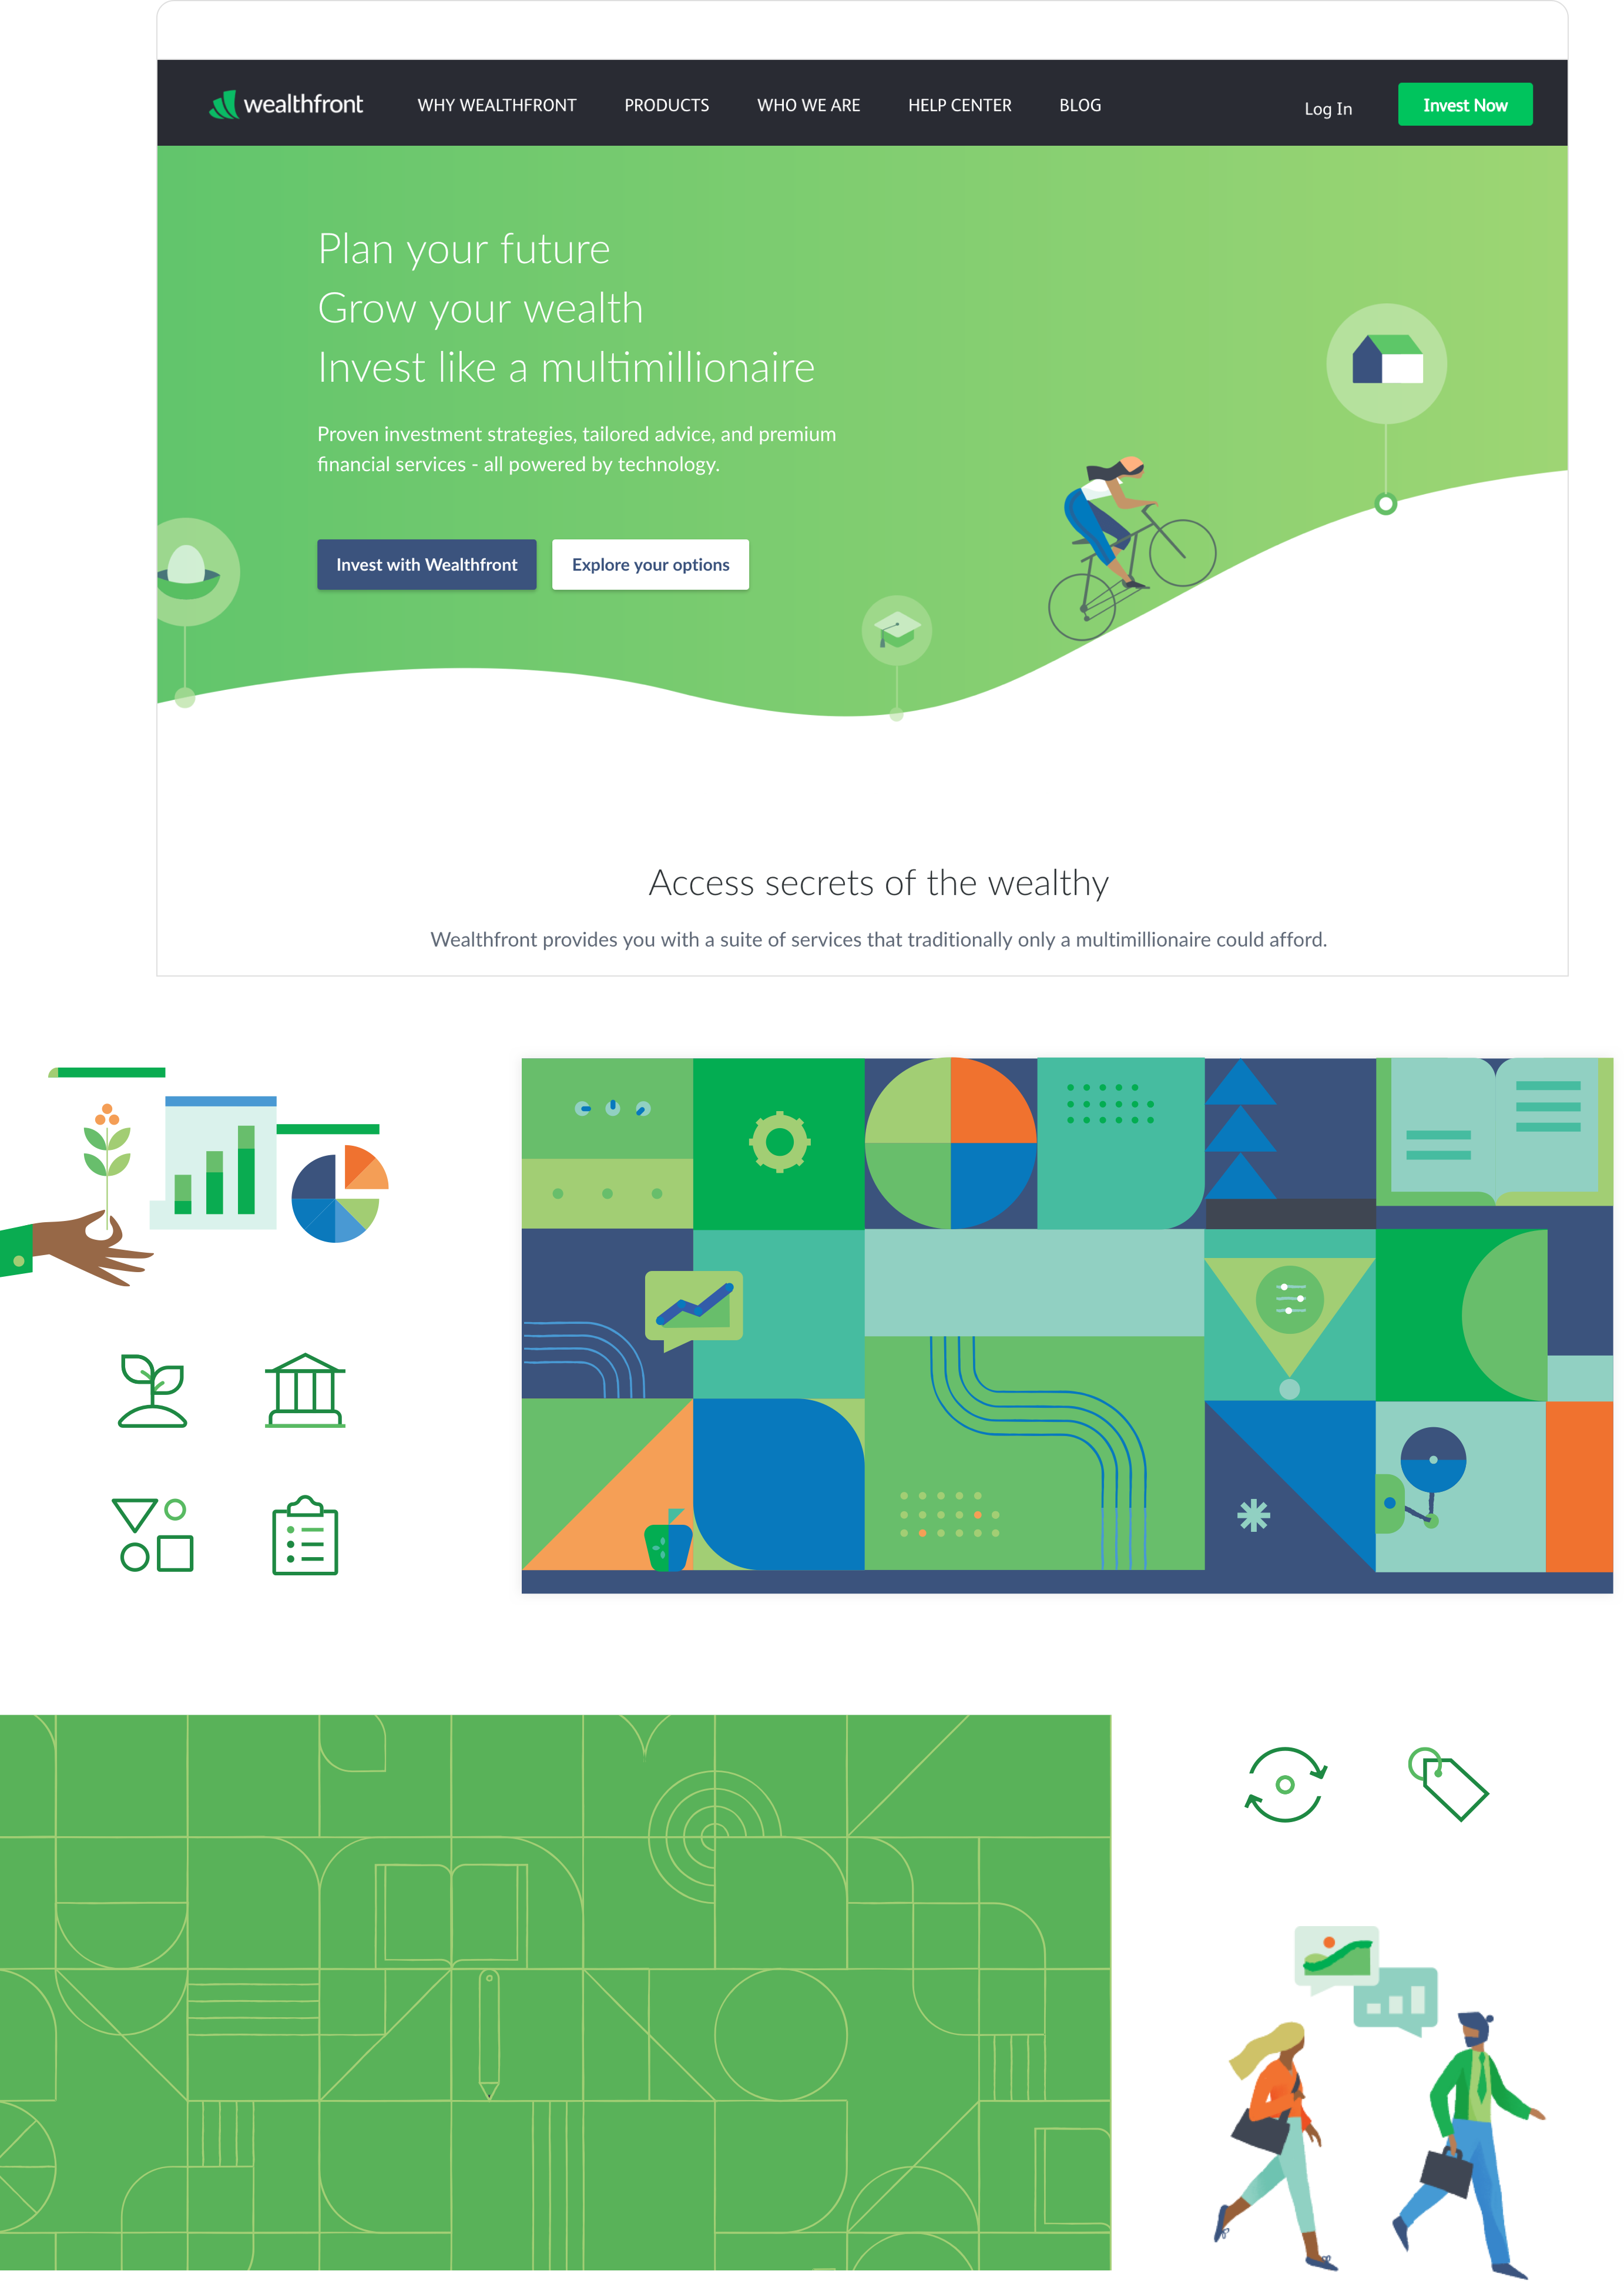 wealthfront
WHY WEALTHFRONT
PRODUCTS
WHO WE ARE
HELP CENTER
BLOG
Log In
Invest Now
Plan your future
Grow your wealth
Invest like a multimillionaire
Proven investment strategies, tailored advice, and premium
financial services - all powered by technology.
Invest with Wealthfront
Explore your options
Access secrets of the wealthy
Wealthfront provides you with a suite of services that traditionally only a multimillionaire could afford.